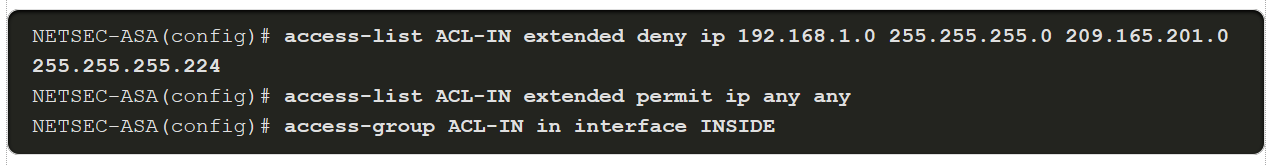 NETSEC-ASA(config)# access-list ACL-IN extended deny ip 192.168.1.0 255.255.255.0 209.165.201.0
255.255.255.224
NETSEC-ASA(config)# access-list ACL-IN extended permit ip any any
NETSEC-ASA(config)# access-group ACL-IN in interface INSIDE